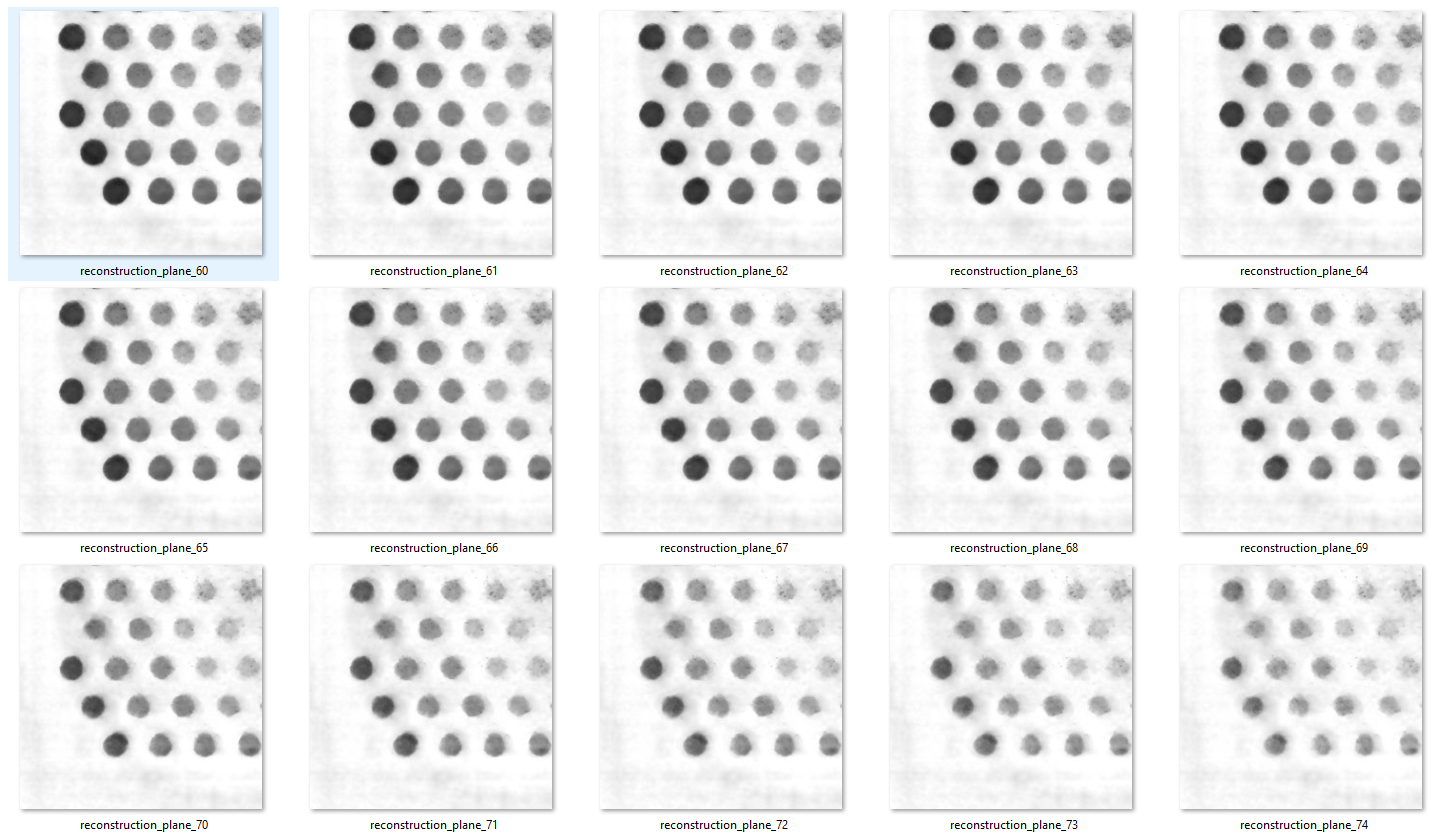 reconstruction_plane_60
reconstruction_plane_61
reconstruction_plane_62
reconstruction_plane_63
reconstruction_plane_64
reconstruction_plane_65
reconstruction_plane_66
reconstruction_plane_67
reconstruction_plane_68
reconstruction_plane_69
reconstruction_plane_70
reconstruction_plane_71
reconstruction_plane_72
reconstruction_plane_73
reconstruction_plane_74